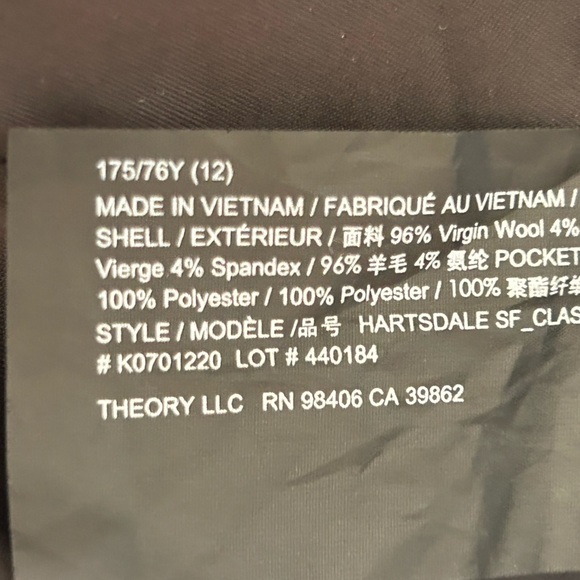 175/76Y (12)
MADE IN VIETNAM / FABRIQUÉ AU VIETNAM /
SHELL / EXTÉRIEUR / 面料 96% Virgin Wool 4%
Vierge 4% Spandex / 96% 羊毛 4% 氨纶 POCKET
100% Polyester / 100% Polyester / 100% 聚酯纤
STYLE / MODÈLE /品号 HARTSDALE SF_CLAS
# K0701220 LOT # 440184
THEORY LLC RN 98406 CA 39862